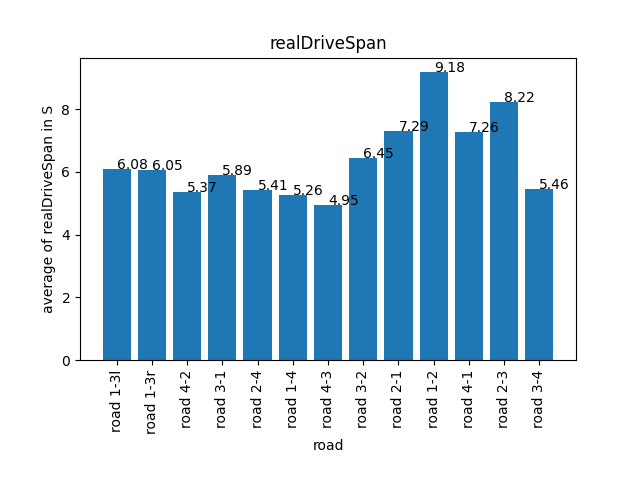 realDriveSpan
average of realDriveSpan in S
8
6
4
2
0
6.08
6.05
5.37
5.89
5.41
5.26
4.95
6.45
7.29
9.18
7.26
8.22
5.46
road 1-3l
road 1-3r
road 4-2
road 3-1
road 2-4
road 1-4
road 4-3
road 3-2
road 2-1
road 1-2
road 4-1
road 2-3
road 3-4
road